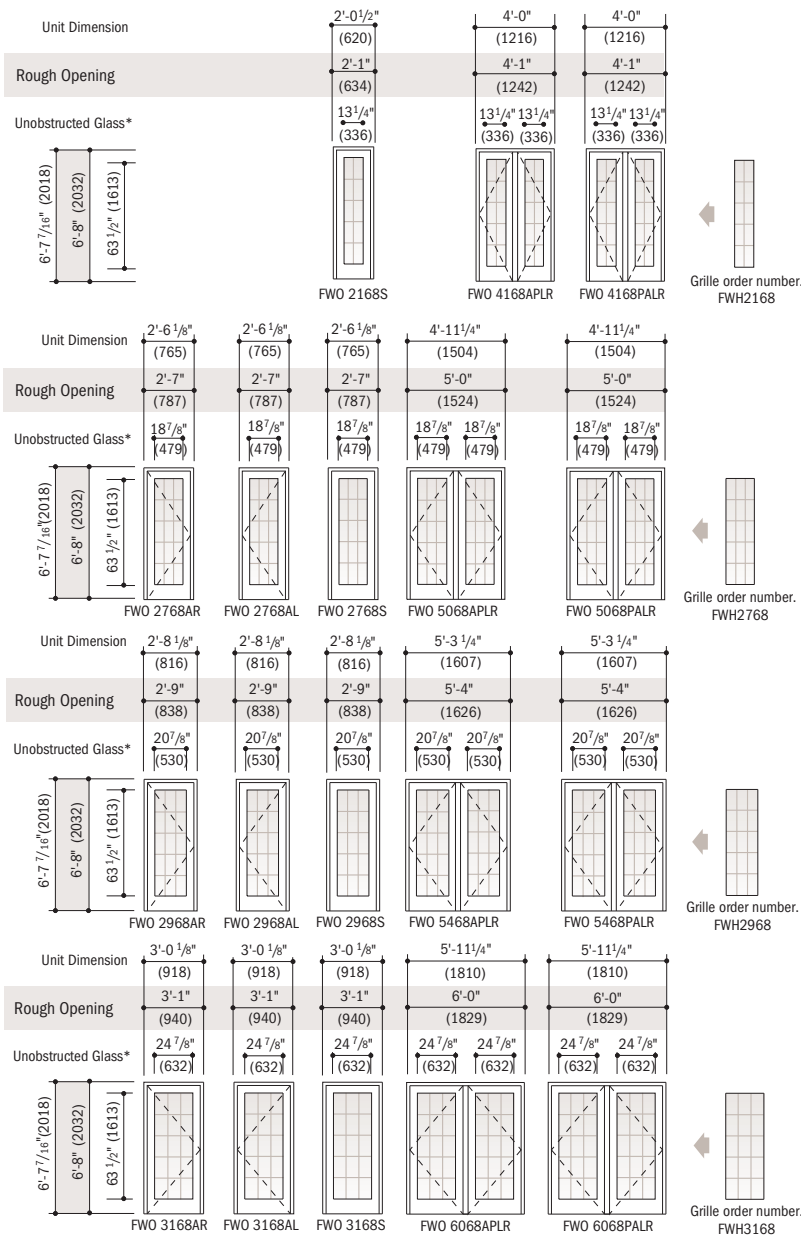 Unit Dimension 2'-0 1/2" 4'-0" 4'-0"
(620) (1216) (1216)
Rough Opening 2'-1" 4'-1" 4'-1"
(634) (1242) (1242)
Unobstructed Glass* 13 1/4" 13 1/4" 13 1/4" 13 1/4" 13 1/4"
(336) (336) (336) (336) (336)
6'-7 7/16" (2018) 6'-8" (2032) 63 1/2" (1613)
FWO 2168S FWO 4168APLR FWO 4168PALR
Grille order number.
FWH2168
Unit Dimension 2'-6 1/8" 2'-6 1/8" 2'-6 1/8" 4'-11 1/4" 4'-11 1/4"
(765) (765) (765) (1504) (1504)
Rough Opening 2'-7" 2'-7" 2'-7" 5'-0" 5'-0"
(787) (787) (787) (1524) (1524)
Unobstructed Glass* 18 7/8" 18 7/8" 18 7/8" 18 7/8" 18 7/8" 18 7/8" 18 7/8"
(479) (479) (479) (479) (479) (479) (479)
6'-7 7/16" (2018) 6'-8" (2032) 63 1/2" (1613)
FWO 2768AR FWO 2768AL FWO 2768S FWO 5068APLR FWO 5068PALR
Grille order number.
FWH2768
Unit Dimension 2'-8 1/8" 2'-8 1/8" 2'-8 1/8" 5'-3 1/4" 5'-3 1/4"
(816) (816) (816) (1607) (1607)
Rough Opening 2'-9" 2'-9" 2'-9" 5'-4" 5'-4"
(838) (838) (838) (1626) (1626)
Unobstructed Glass* 20 7/8" 20 7/8" 20 7/8" 20 7/8" 20 7/8" 20 7/8" 20 7/8"
(530) (530) (530) (530) (530) (530) (530)
6'-7 7/16" (2018) 6'-8" (2032) 63 1/2" (1613)
FWO 2968AR FWO 2968AL FWO 2968S FWO 5468APLR FWO 5468PALR
Grille order number.
FWH2968
Unit Dimension 3'-0 1/8" 3'-0 1/8" 3'-0 1/8" 5'-11 1/4" 5'-11 1/4"
(918) (918) (918) (1810) (1810)
Rough Opening 3'-1" 3'-1" 3'-1" 6'-0" 6'-0"
(940) (940) (940) (1829) (1829)
Unobstructed Glass* 24 7/8" 24 7/8" 24 7/8" 24 7/8" 24 7/8" 24 7/8" 24 7/8"
(632) (632) (632) (632) (632) (632) (632)
6'-7 7/16" (2018) 6'-8" (2032) 63 1/2" (1613)
FWO 3168AR FWO 3168AL FWO 3168S FWO 6068APLR FWO 6068PALR
Grille order number.
FWH3168